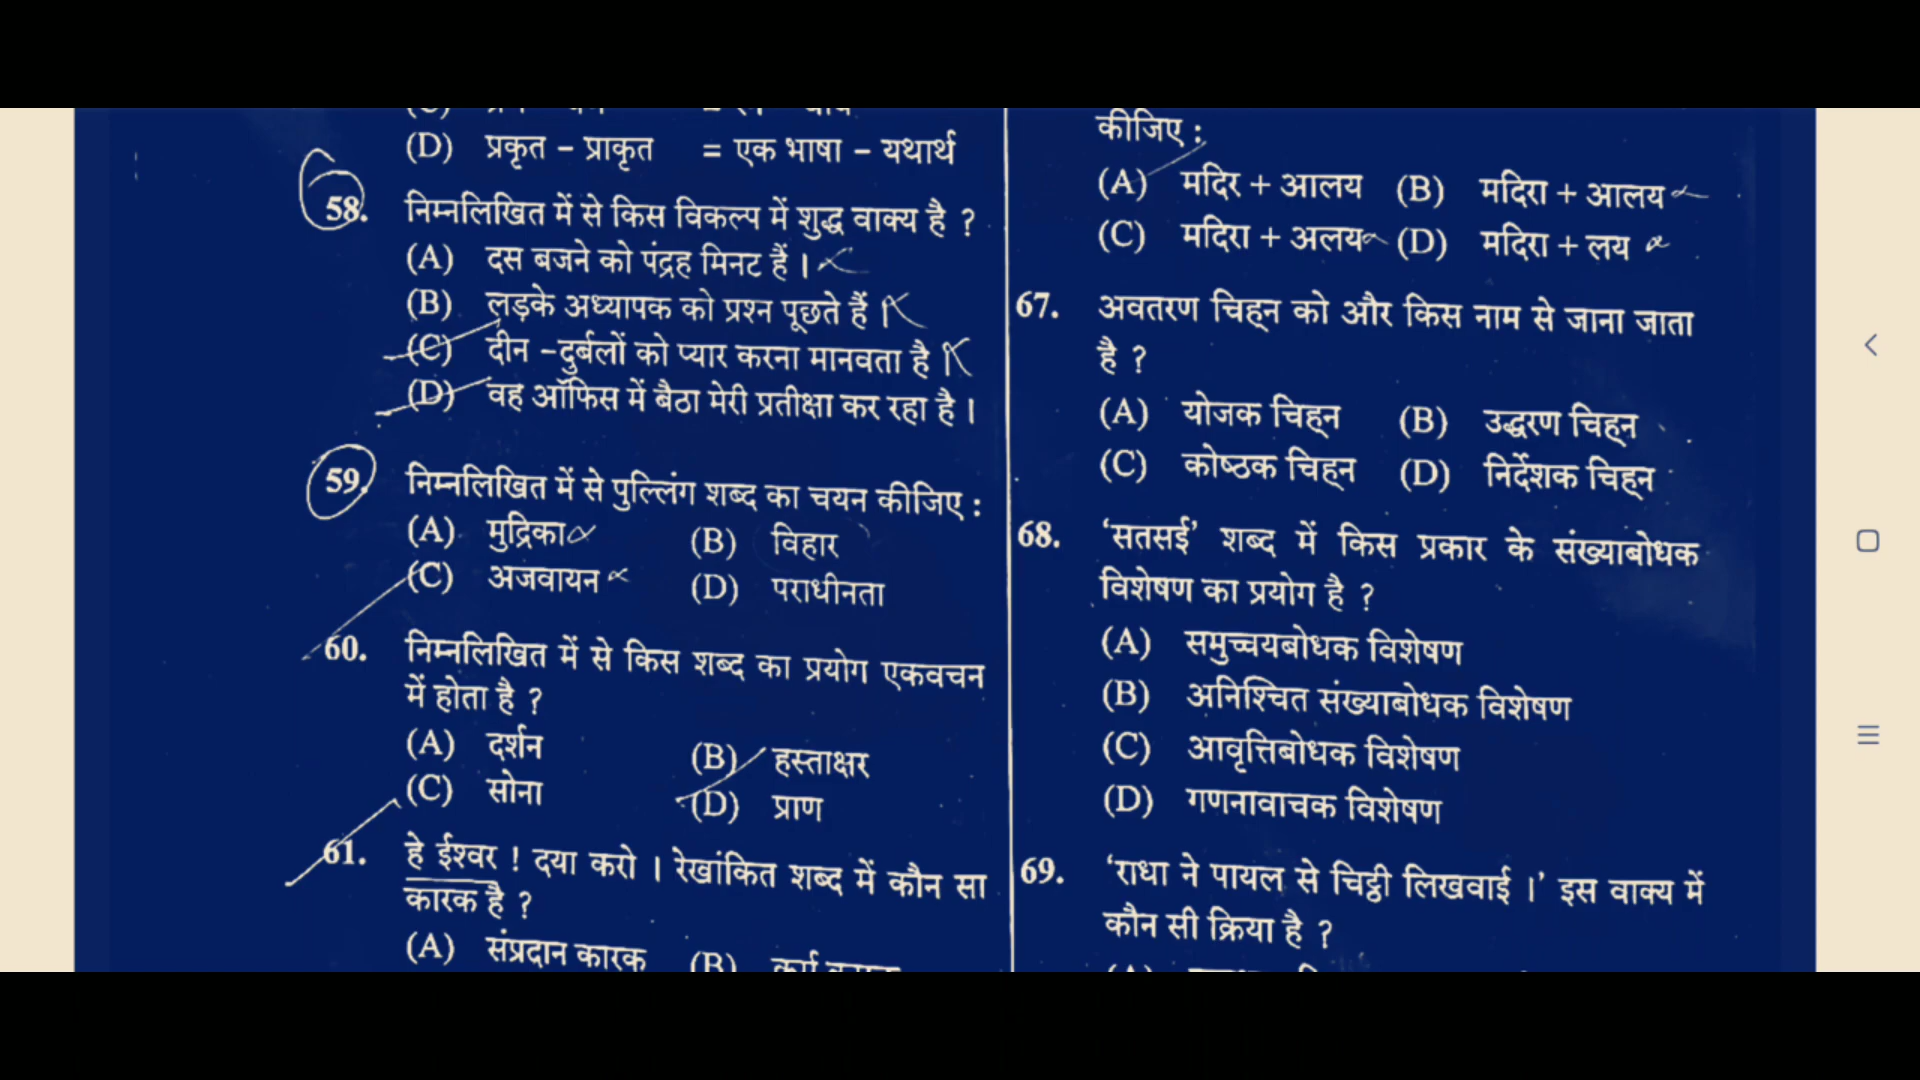 (D) प्रकृत – प्राकृत = एक भाषा – यथार्थ
58. निम्नलिखित में से किस विकल्प में शुद्ध वाक्य है ?
(A) दस बजने को पंद्रह मिनट हैं ।
(B) लड़के अध्यापक को प्रश्न पूछते हैं ।
(C) दीन –दुर्बलों को प्यार करना मानवता है ।
(D) वह ऑफिस में बैठा मेरी प्रतीक्षा कर रहा है ।
59. निम्नलिखित में से पुल्लिंग शब्द का चयन कीजिए :
(A) मुद्रिका (B) विहार
(C) अजवायन (D) पराधीनता
60. निम्नलिखित में से किस शब्द का प्रयोग एकवचन
में होता है ?
(A) दर्शन (B) हस्ताक्षर
(C) सोना (D) प्राण
61. हे ईश्वर ! दया करो । रेखांकित शब्द में कौन सा
कारक है ?
(A) संप्रदान कारक (B)
कीजिए :
(A) मदिर + आलय (B) मदिरा + आलय
(C) मदिरा + अलय (D) मदिरा + लय
67. अवतरण चिह्न को और किस नाम से जाना जाता
है ?
(A) योजक चिह्न (B) उद्धरण चिह्न
(C) कोष्ठक चिह्न (D) निर्देशक चिह्न
68. ‘सतसई’ शब्द में किस प्रकार के संख्याबोधक
विशेषण का प्रयोग है ?
(A) समुच्चयबोधक विशेषण
(B) अनिश्चित संख्याबोधक विशेषण
(C) आवृत्तिबोधक विशेषण
(D) गणनावाचक विशेषण
69. ‘राधा ने पायल से चिट्ठी लिखवाई ।’ इस वाक्य में
कौन सी क्रिया है ?